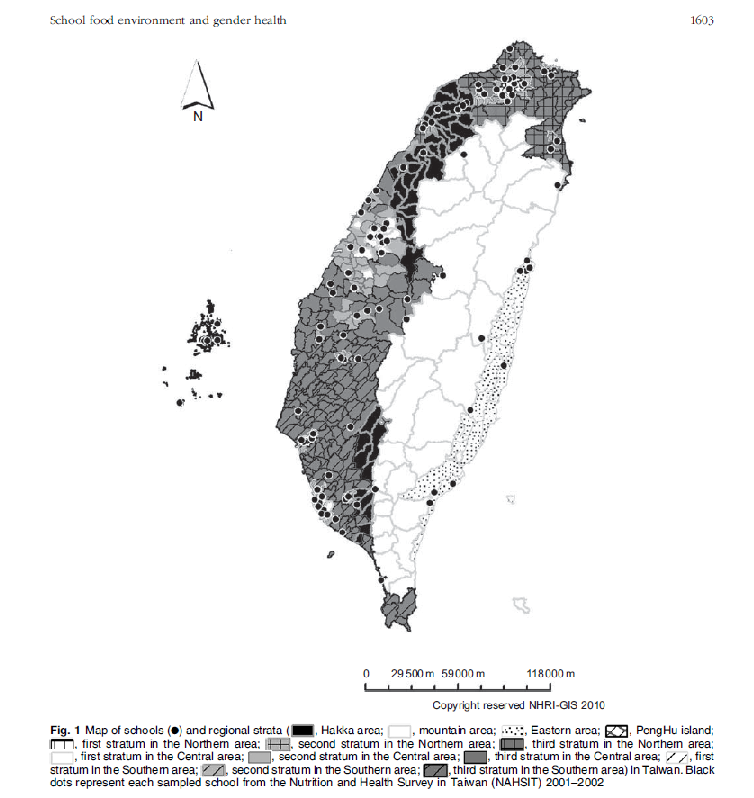 School food environment and gender health 1603
N
0 29 500 m 59 000 m 118 000 m
Copyright reserved NHRI-GIS 2010
Fig. 1 Map of schools (●) and regional strata ( , Hakka area; , mountain area; , Eastern area; , PengHu island;
, first stratum in the Northern area; , second stratum in the Northern area; , third stratum in the Northern area;
, first stratum in the Central area; , second stratum in the Central area; , third stratum in the Central area; , first
stratum in the Southern area; , second stratum in the Southern area; , third stratum in the Southern area) in Taiwan. Black
dots represent each sampled school from the Nutrition and Health Survey in Taiwan (NAHSIT) 2001–2002